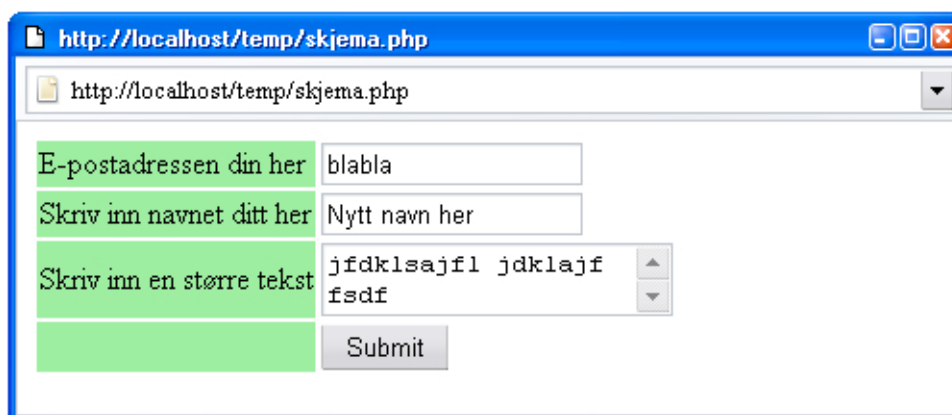 http://localhost/temp/skjema.php
http://localhost/temp/skjema.php
E-postadressen din her blabla
Skriv inn navnet ditt her Nytt navn her
Skriv inn en større tekst jfdklsajfl jdklajf
fsdf
Submit